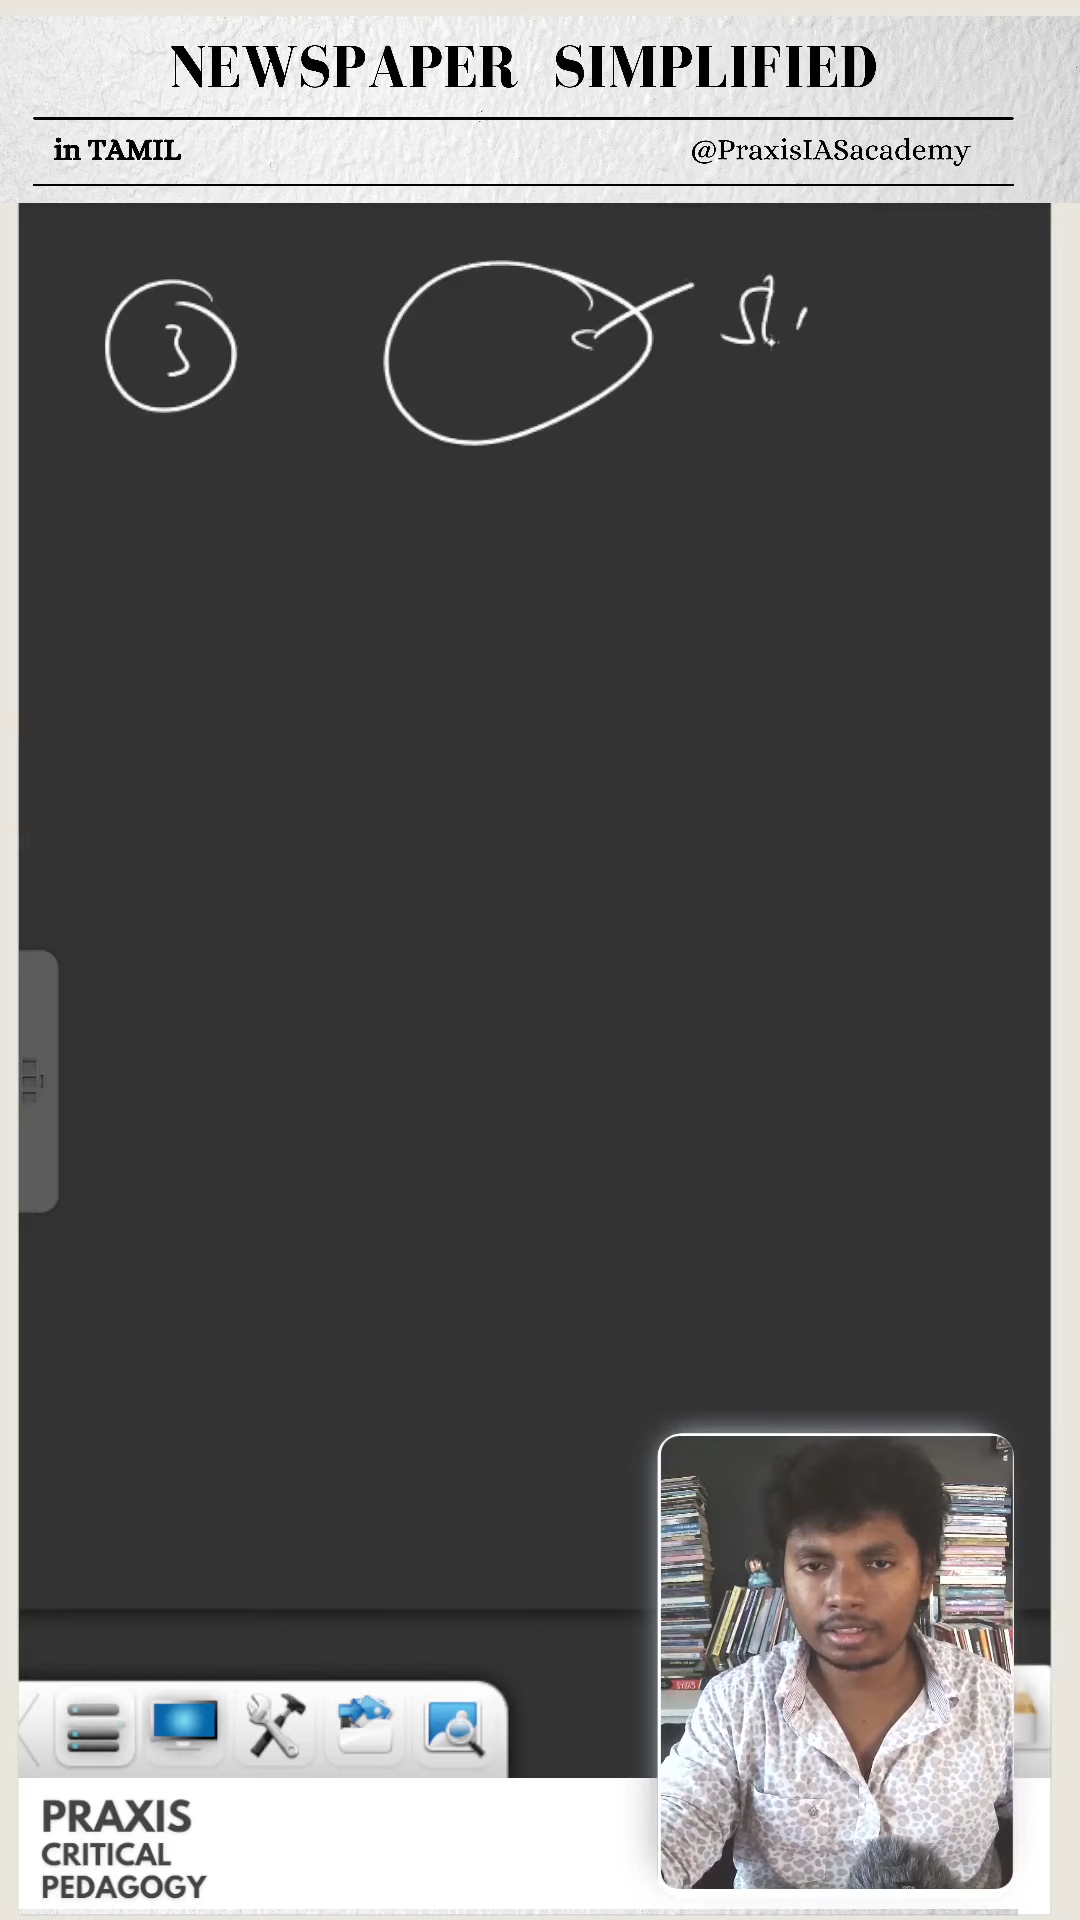 NEWSPAPER SIMPLIFIED
in TAMIL
@PraxisIASacademy
3
PRAXIS
CRITICAL
PEDAGOGY